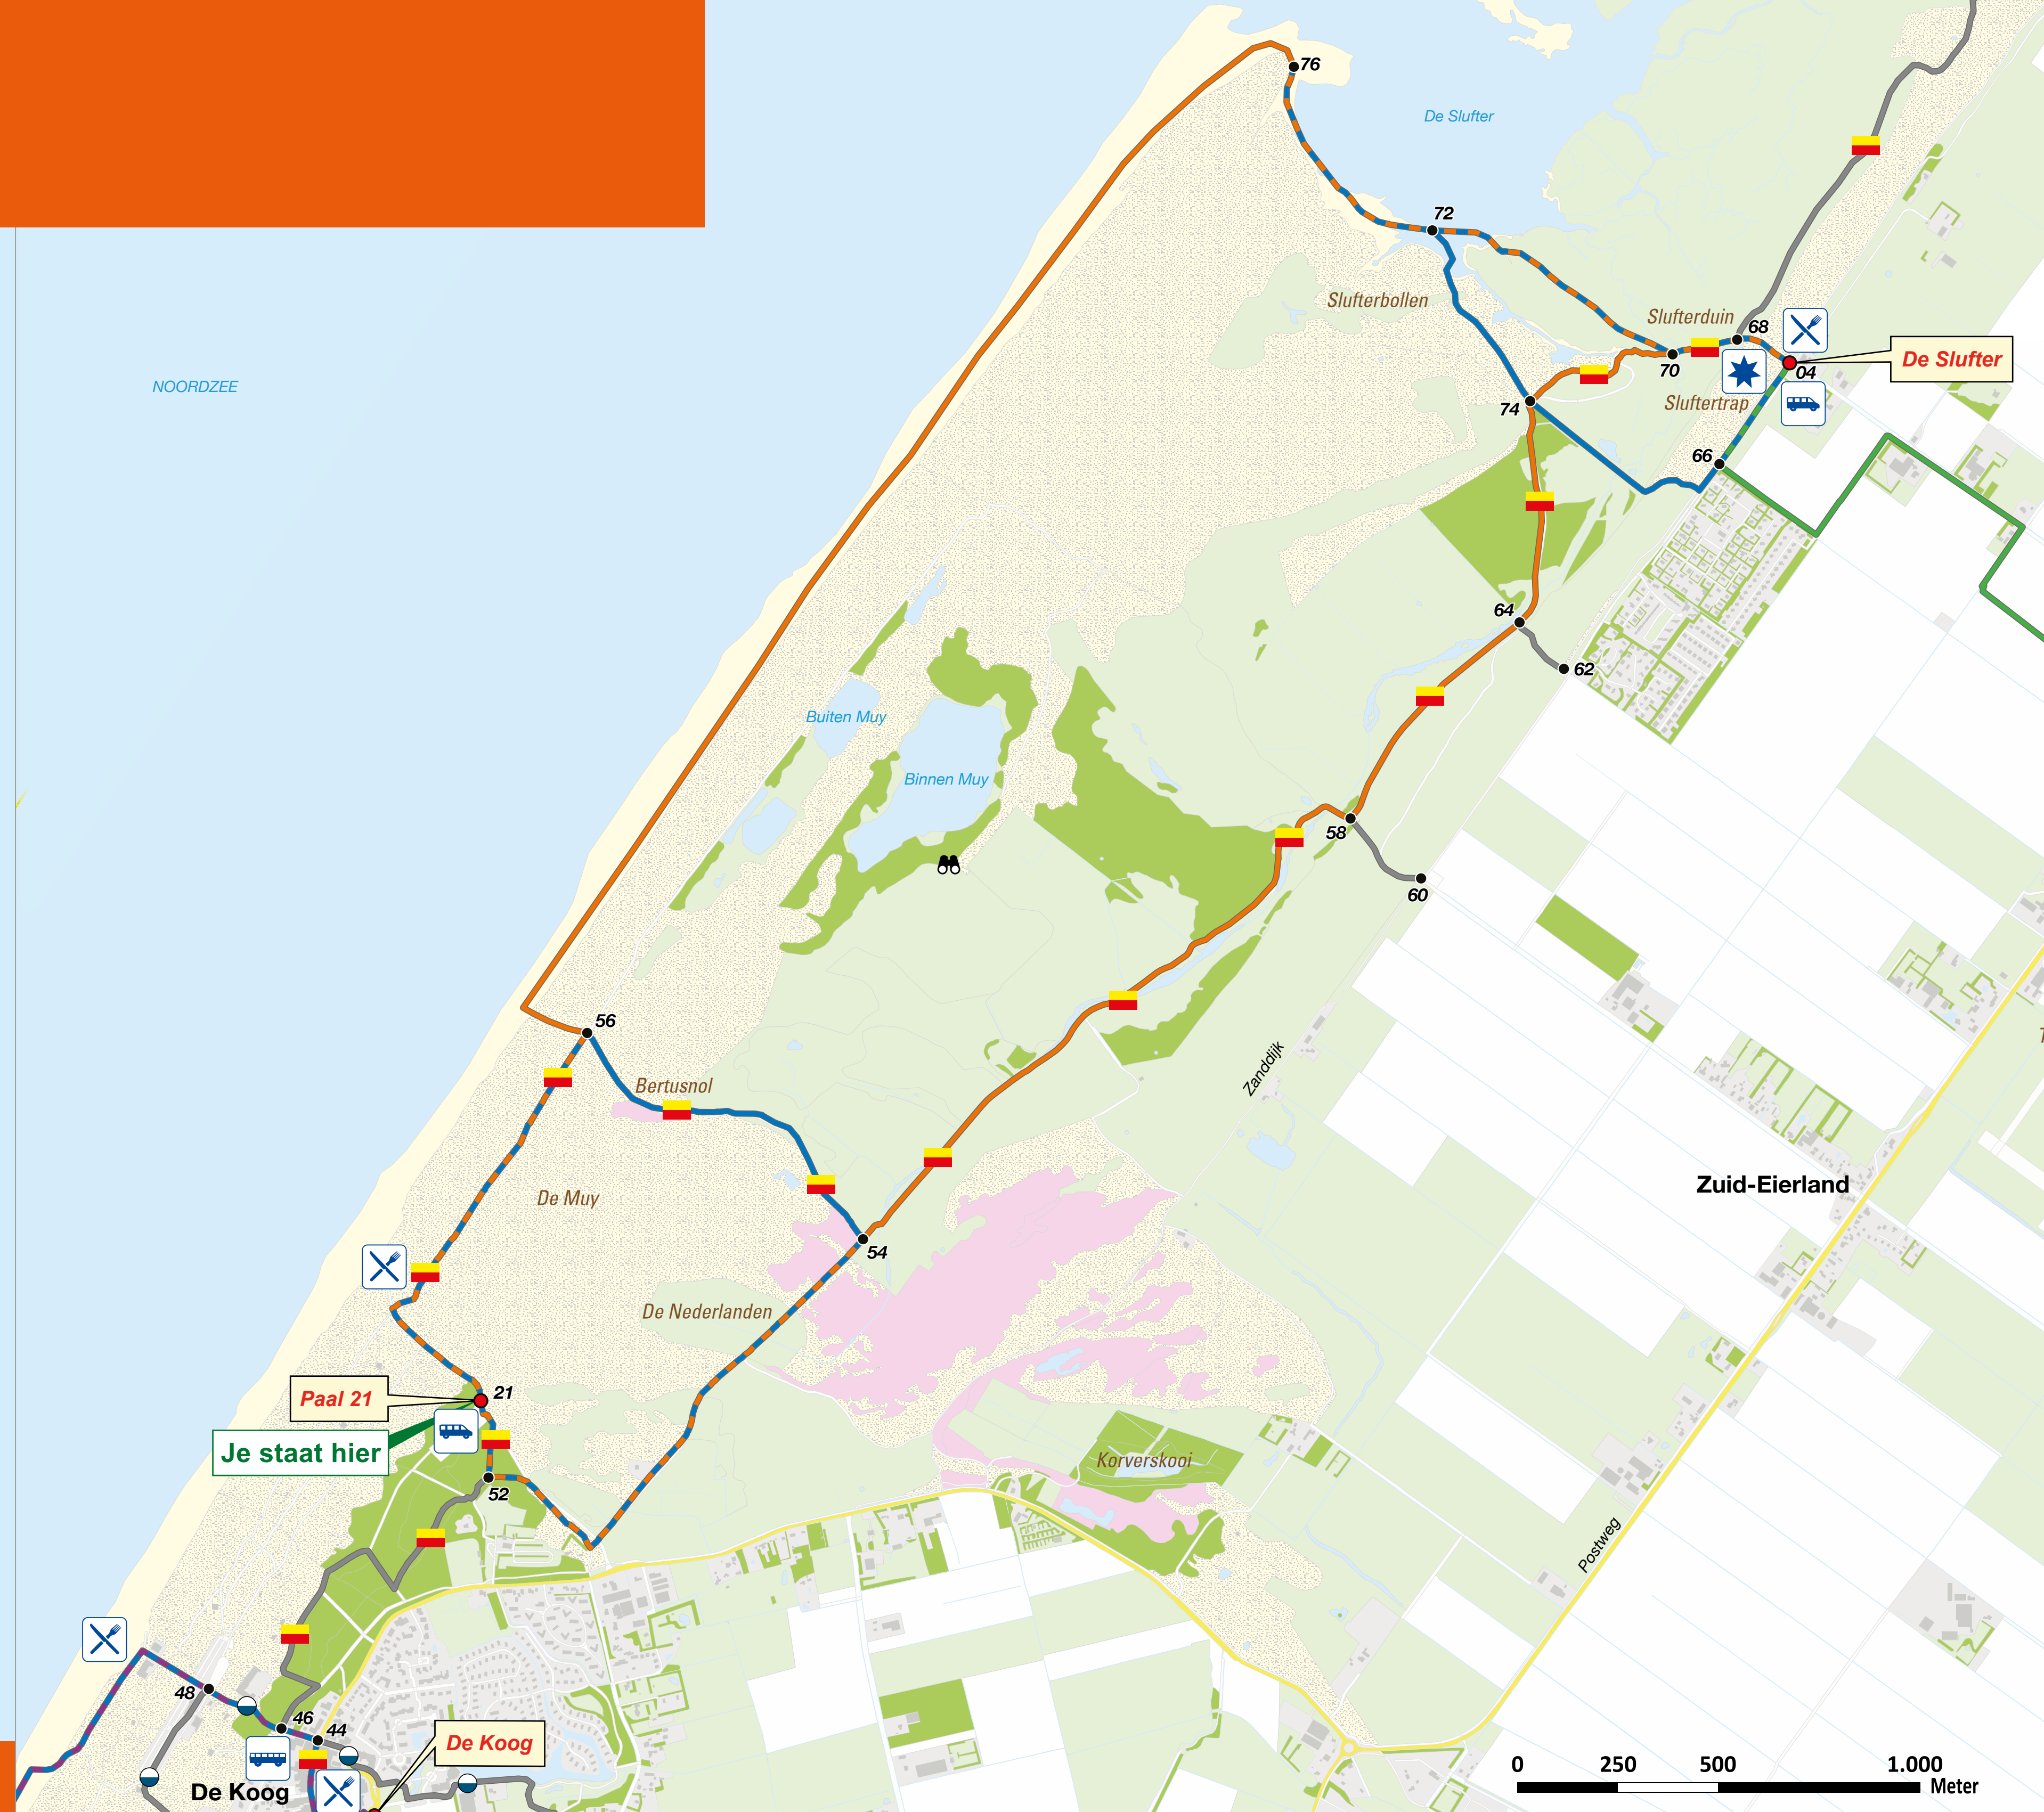 76
De Slufter
72
Slufterbollen
Slufterduin
68
De Slufter
70
04
NOORDZEE
Sluftertrap
74
66
64
62
Buiten Muy
Binnen Muy
58
60
56
Zanddijk
Bertusnol
Zuid-Eierland
De Muy
54
De Nederlanden
21
Paal 21
Je staat hier
Korverskooi
52
Postweg
48
46
44
De Koog
De Koog
0 250 500 1.000
Meter